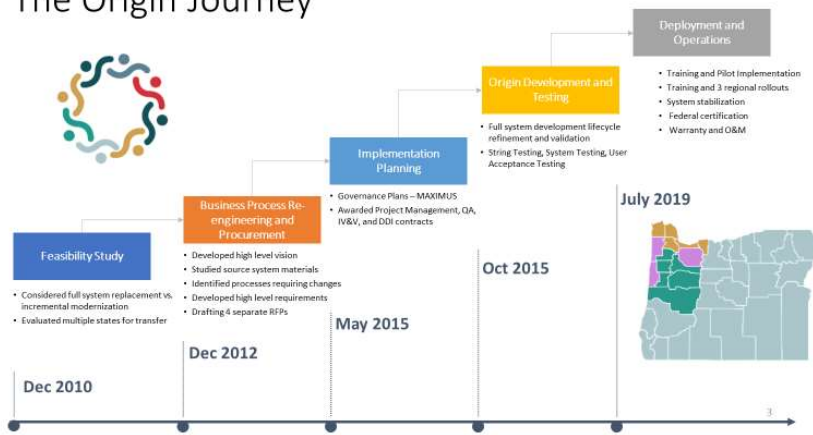 The Origin Journey
Deployment and
Operations
• Training and Pilot Implementation
• Training and 3 regional rollouts
• System stabilization
• Federal certification
• Warranty and O&M
Origin Development and
Testing
• Full system development lifecycle
refinement and validation
• String Testing, System Testing, User
Acceptance Testing
Implementation
Planning
• Governance Plans – MAXIMUS
• Awarded Project Management, QA,
IV&V, and DDI contracts
Business Process Re-
engineering and
Procurement
• Developed high level vision
• Studied source system materials
• Identified processes requiring changes
• Developed high level requirements
• Drafting 4 separate RFPs
Feasibility Study
• Considered full system replacement vs.
incremental modernization
• Evaluated multiple states for transfer
Dec 2010
Dec 2012
May 2015
Oct 2015
July 2019
3